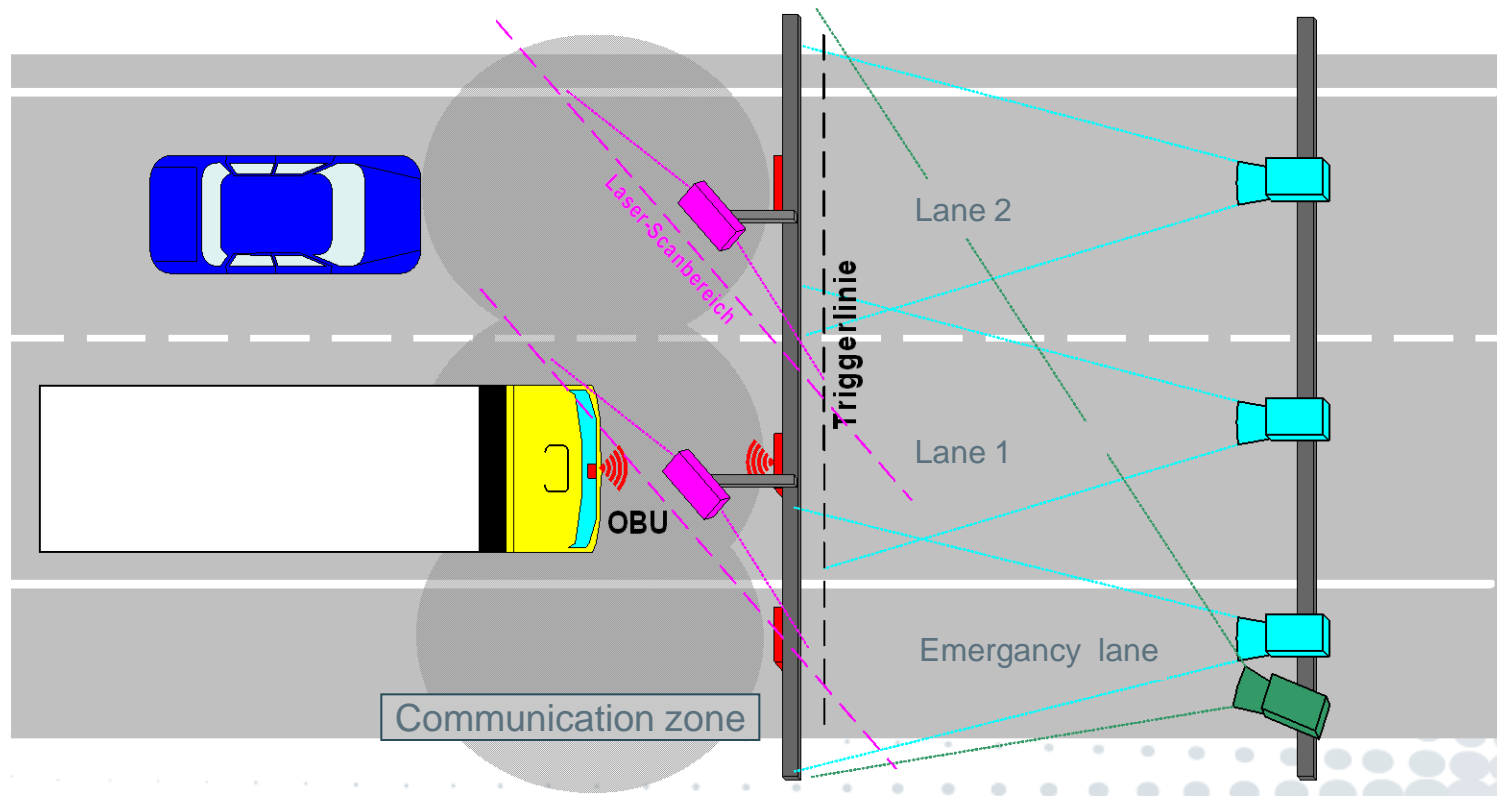 Lane 2
Laser-Scanbereich
Triggerlinie
Lane 1
OBU
Emergancy lane
Communication zone